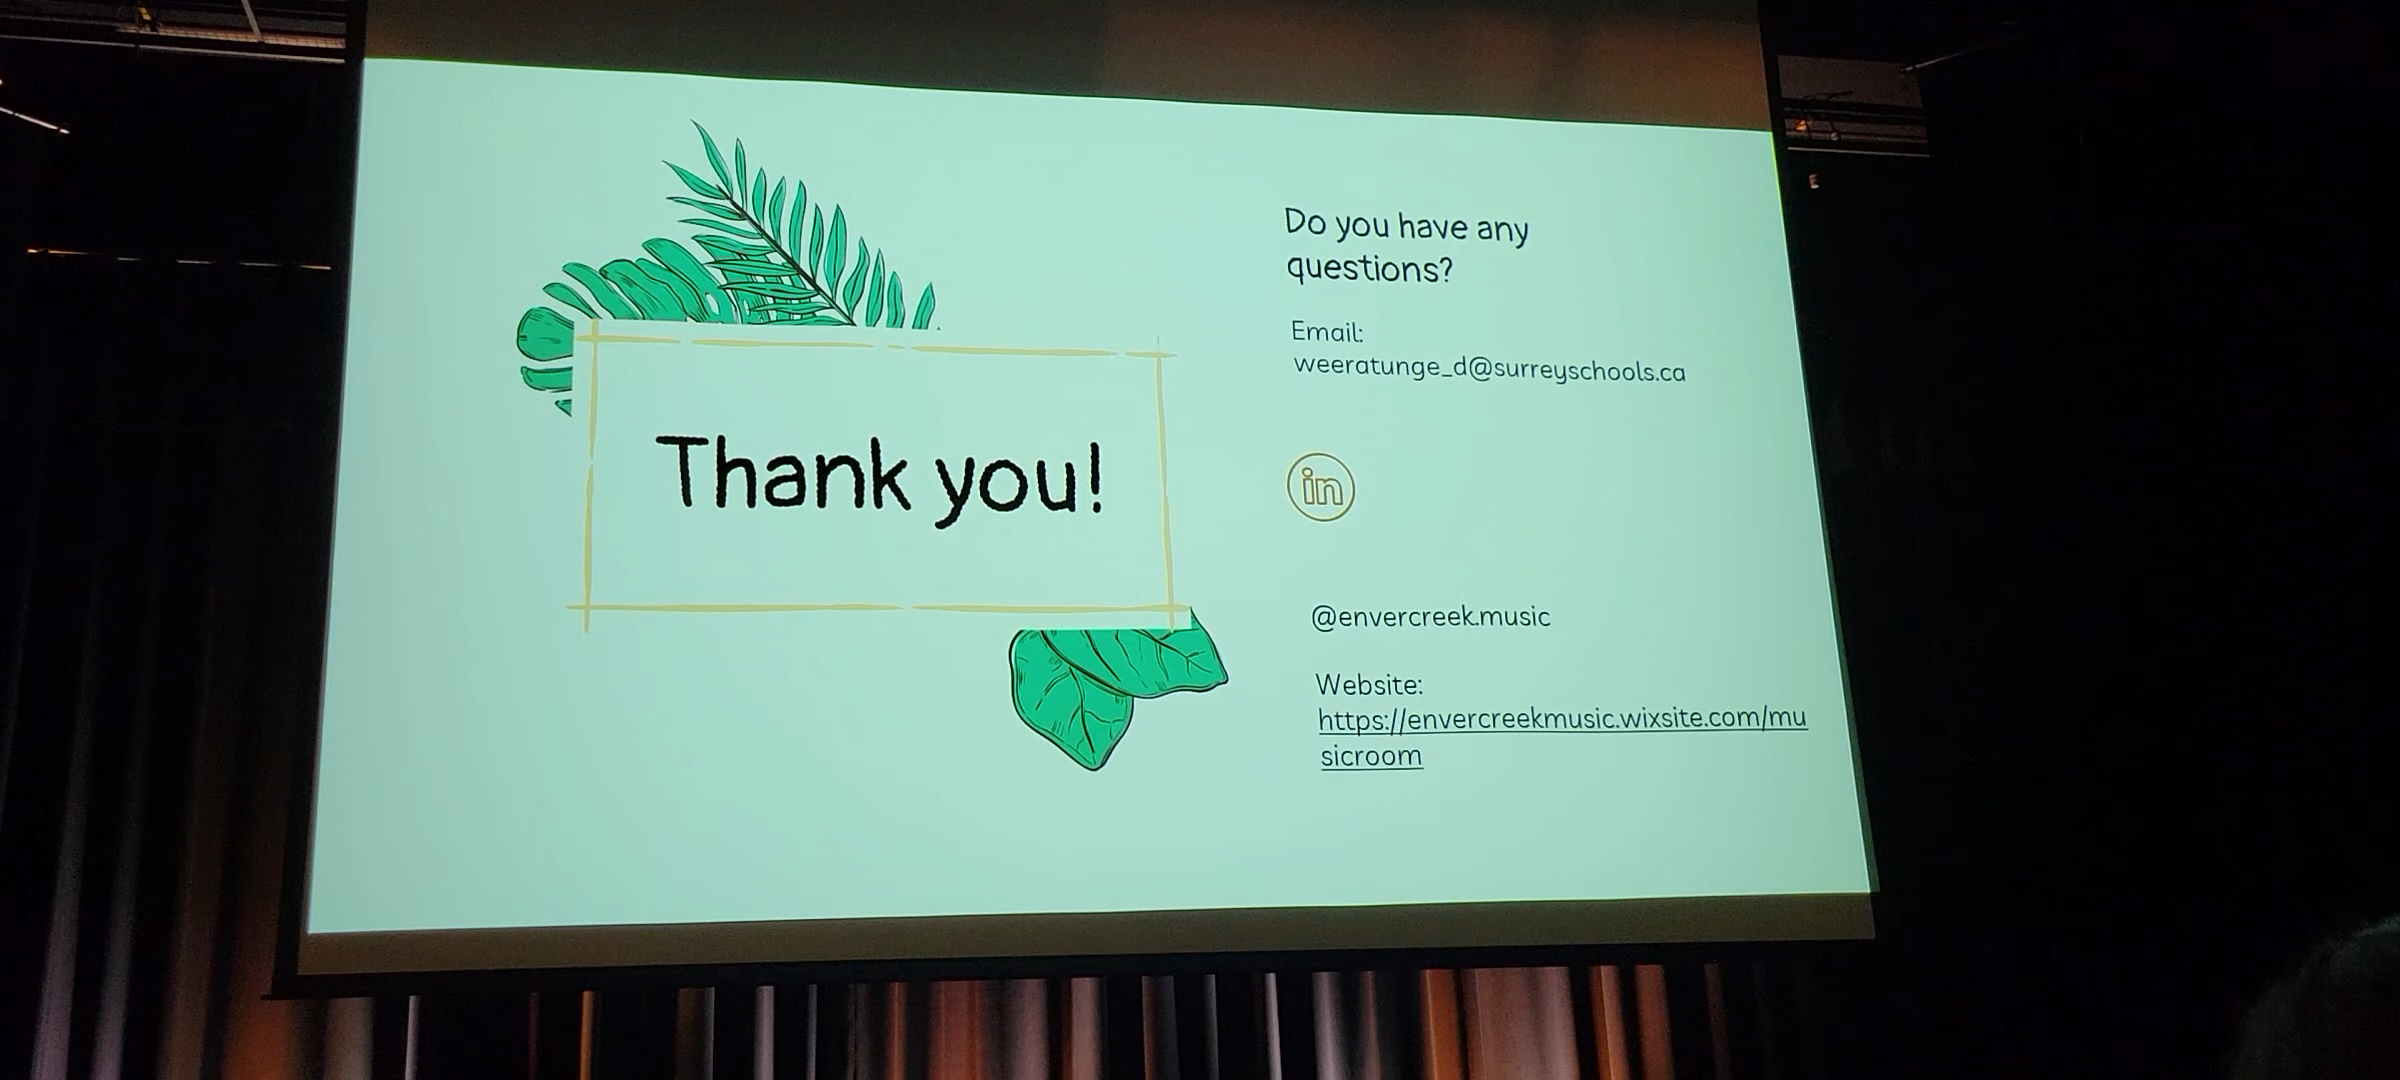 Thank you!
Do you have any
questions?
Email:
weeratunge_d@surreyschools.ca
in
@envercreek.music
Website:
https://envercreekmusic.wixsite.com/mu
sicroom